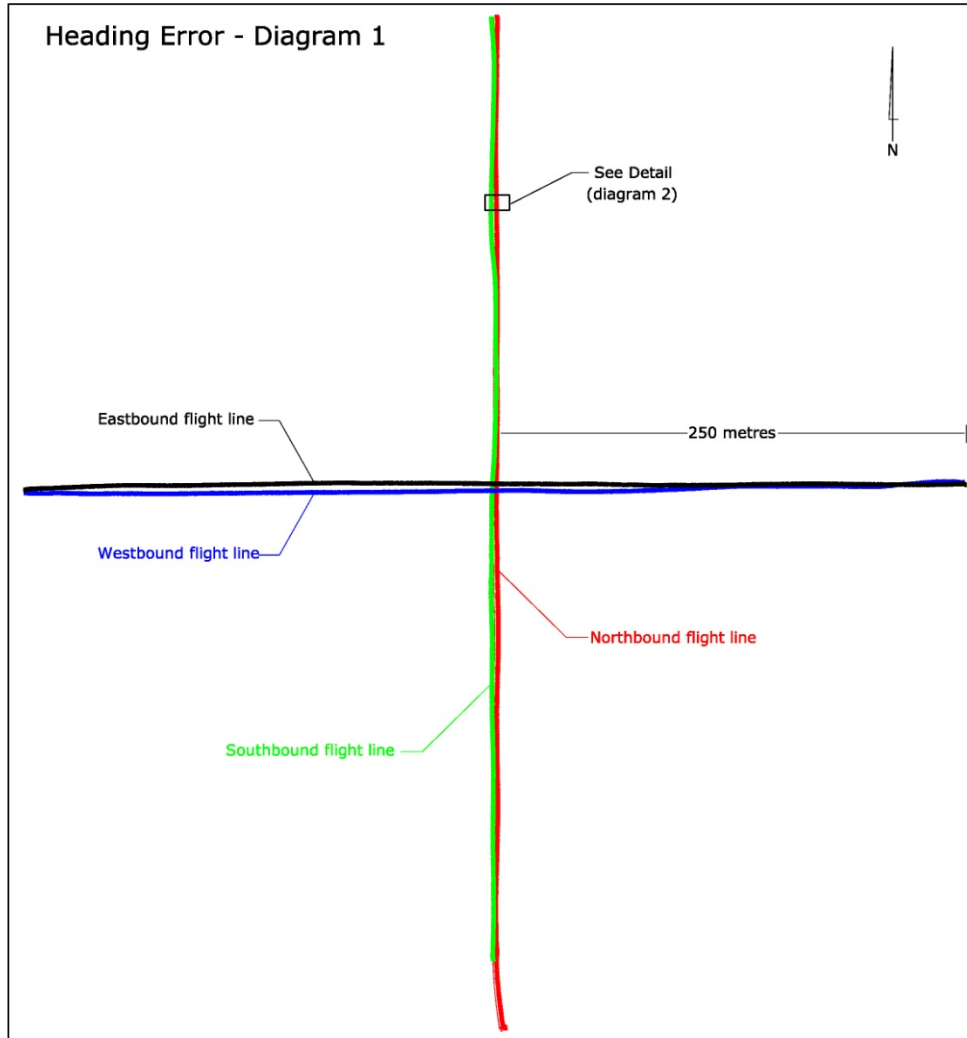 Heading Error - Diagram 1
N
See Detail
(diagram 2)
Eastbound flight line
250 metres
Westbound flight line
Northbound flight line
Southbound flight line